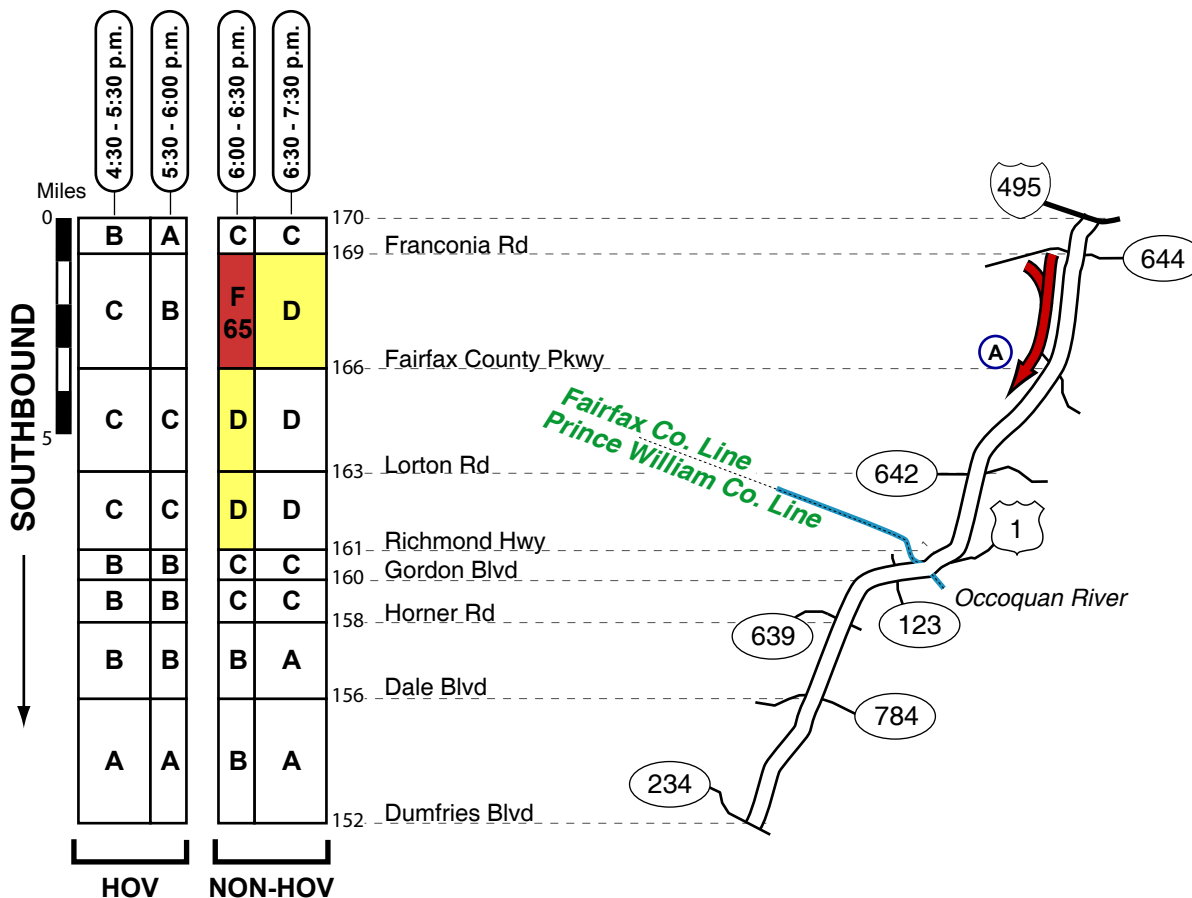 4:30 - 5:30 p.m.
5:30 - 6:00 p.m.
6:00 - 6:30 p.m.
6:30 - 7:30 p.m.
Miles
0
5
SOUTHBOUND
B A C C
C B F 65 D
C C D D
C C D D
B B C C
B B C C
B B B A
A A B A
HOV
NON-HOV
170
169 Franconia Rd
166 Fairfax County Pkwy
163 Lorton Rd
161 Richmond Hwy
160 Gordon Blvd
158 Horner Rd
156 Dale Blvd
152 Dumfries Blvd
495
644
A
Fairfax Co. Line
Prince William Co. Line
642
1
Occoquan River
123
639
784
234